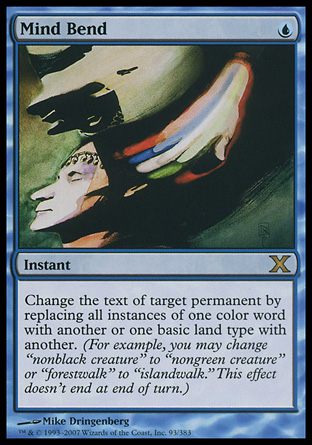 Mind Bend
Instant
Change the text of target permanent by
replacing all instances of one color word
with another or one basic land type with
another. (For example, you may change
“nonblack creature” to “nongreen creature”
or “forestwalk” to “islandwalk.” This effect
doesn’t end at end of turn.)
Mike Dringenberg
™ & © 1993–2007 Wizards of the Coast, Inc. 93/383